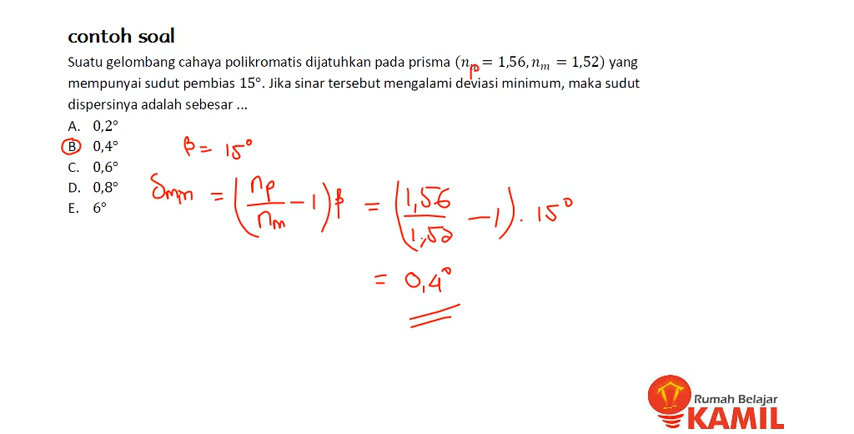 contoh soal
Suatu gelombang cahaya polikromatis dijatuhkan pada prisma (nₚ = 1,56, nₘ = 1,52) yang
mempunyai sudut pembias 15°. Jika sinar tersebut mengalami deviasi minimum, maka sudut
dispersinya adalah sebesar ...
A. 0,2°
B. 0,4°
C. 0,6°
D. 0,8°
E. 6°
β = 15°
δmin = (np/nm − 1)β = (1,56/1,52 − 1) . 15°
= 0,4°
Rumah Belajar
KAMIL